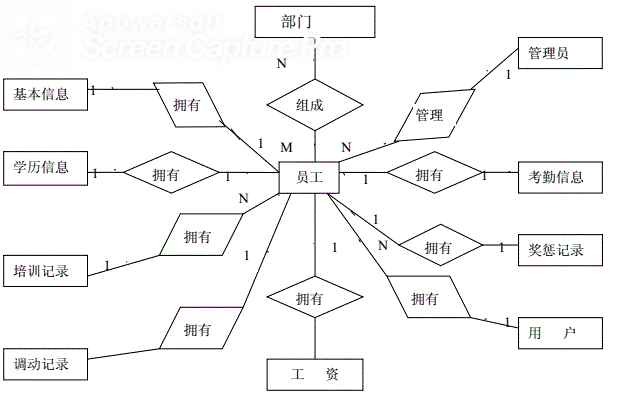 Apowersoft
Screen Capture Pro
部门
管理员
N
1
基本信息
1
拥有
组成
管理
1
M
N
学历信息
1
拥有
1
员工
1
拥有
1
考勤信息
N
1
拥有
1
1
N
拥有
1
奖惩记录
培训记录
1
拥有
拥有
拥有
1
用 户
调动记录
工 资